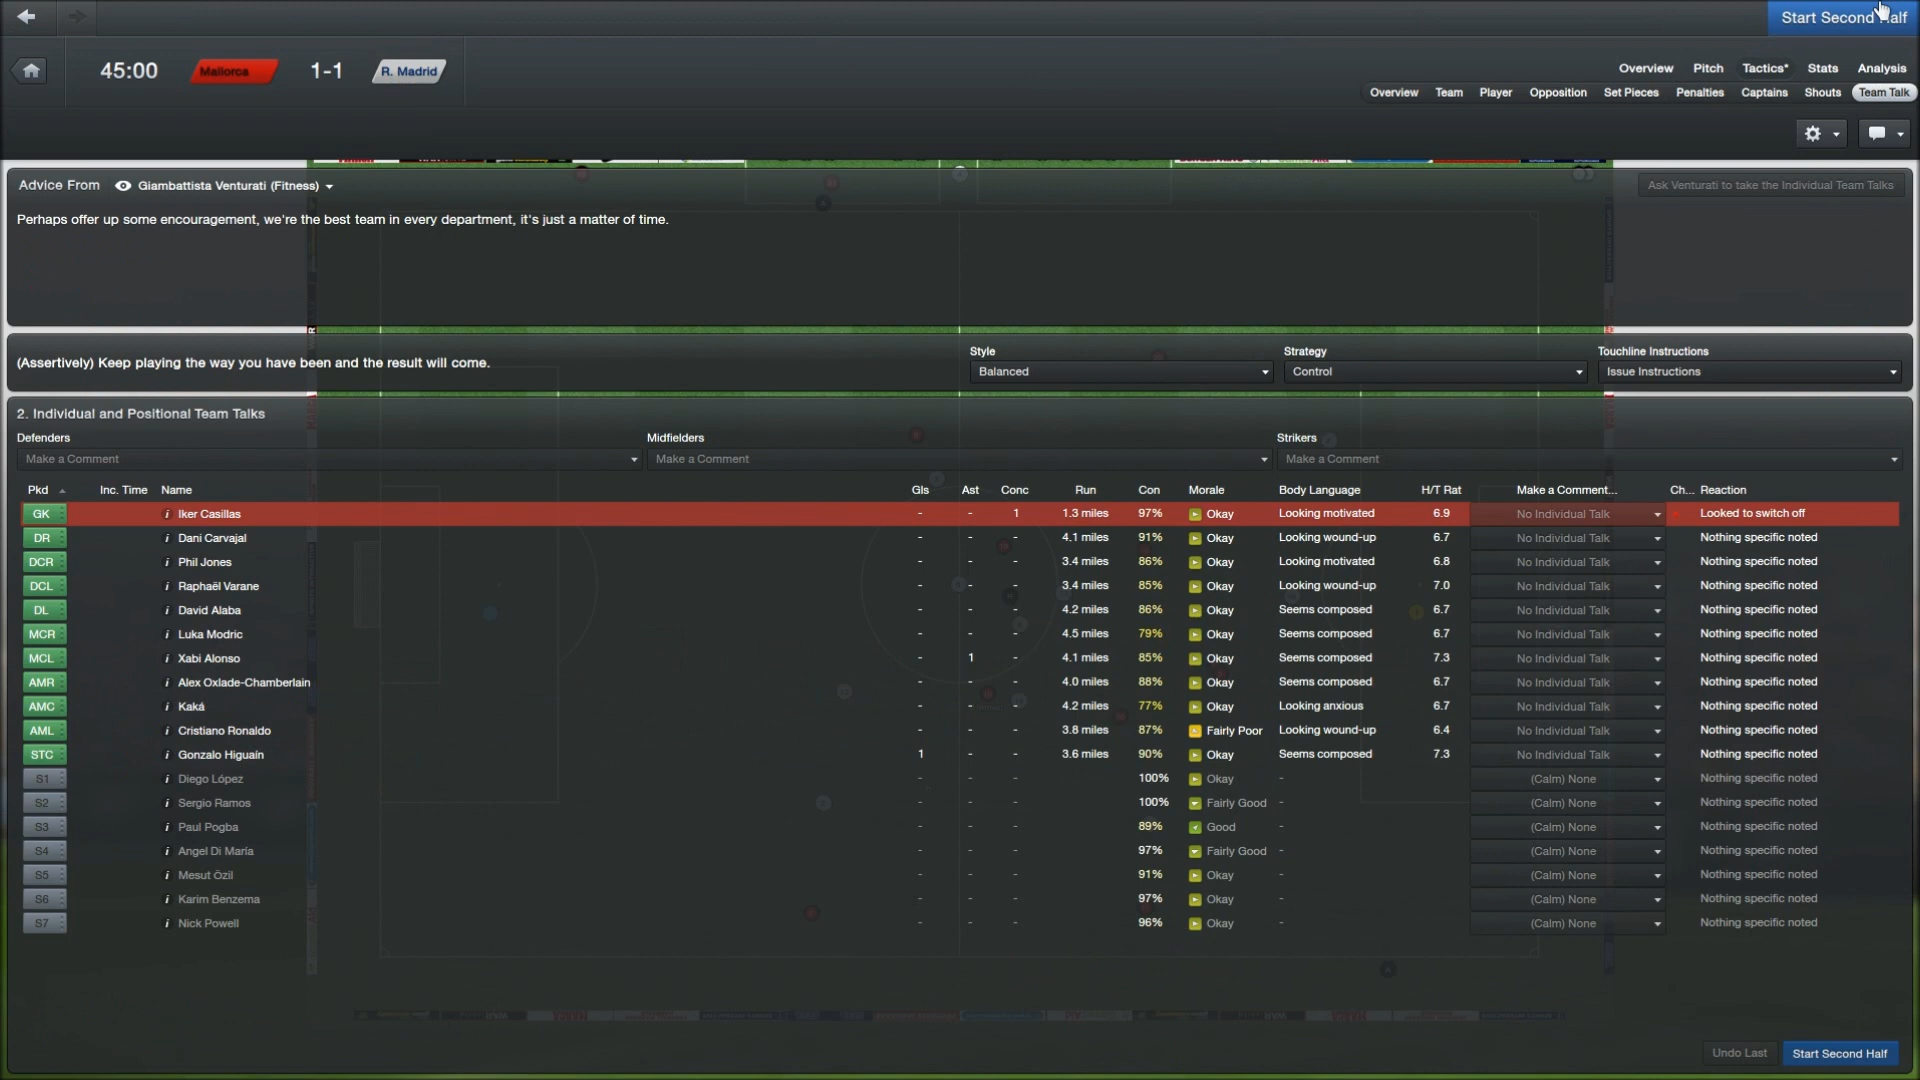 Start Second Half
45:00 Mallorca 1-1 R. Madrid
Overview Pitch Tactics* Stats Analysis
Overview Team Player Opposition Set Pieces Penalties Captains Shouts Team Talk
Advice From Giambattista Venturati (Fitness)
Ask Venturati to take the Individual Team Talks
Perhaps offer up some encouragement, we're the best team in every department, it's just a matter of time.
(Assertively) Keep playing the way you have been and the result will come.
Style Strategy Touchline Instructions
Balanced Control Issue Instructions
2. Individual and Positional Team Talks
Defenders Midfielders Strikers
Make a Comment Make a Comment Make a Comment
Pkd Inc. Time Name Gls Ast Conc Run Con Morale Body Language H/T Rat Make a Comment... Ch... Reaction
GK i Iker Casillas - - 1 1.3 miles 97% Okay Looking motivated 6.9 No Individual Talk Looked to switch off
DR i Dani Carvajal - - - 4.1 miles 91% Okay Looking wound-up 6.7 No Individual Talk Nothing specific noted
DCR i Phil Jones - - - 3.4 miles 86% Okay Looking motivated 6.8 No Individual Talk Nothing specific noted
DCL i Raphaël Varane - - - 3.4 miles 85% Okay Looking wound-up 7.0 No Individual Talk Nothing specific noted
DL i David Alaba - - - 4.2 miles 86% Okay Seems composed 6.7 No Individual Talk Nothing specific noted
MCR i Luka Modric - - - 4.5 miles 79% Okay Seems composed 6.7 No Individual Talk Nothing specific noted
MCL i Xabi Alonso - 1 - 4.1 miles 85% Okay Seems composed 7.3 No Individual Talk Nothing specific noted
AMR i Alex Oxlade-Chamberlain - - - 4.0 miles 88% Okay Seems composed 6.7 No Individual Talk Nothing specific noted
AMC i Kaká - - - 4.2 miles 77% Okay Looking anxious 6.7 No Individual Talk Nothing specific noted
AML i Cristiano Ronaldo - - - 3.8 miles 87% Fairly Poor Looking wound-up 6.4 No Individual Talk Nothing specific noted
STC i Gonzalo Higuaín 1 - - 3.6 miles 90% Okay Seems composed 7.3 No Individual Talk Nothing specific noted
S1 i Diego López - - - 100% Okay - (Calm) None Nothing specific noted
S2 i Sergio Ramos - - - 100% Fairly Good - (Calm) None Nothing specific noted
S3 i Paul Pogba - - - 89% Good - (Calm) None Nothing specific noted
S4 i Angel Di María - - - 97% Fairly Good - (Calm) None Nothing specific noted
S5 i Mesut Özil - - - 91% Okay - (Calm) None Nothing specific noted
S6 i Karim Benzema - - - 97% Okay - (Calm) None Nothing specific noted
S7 i Nick Powell - - - 96% Okay - (Calm) None Nothing specific noted
Undo Last Start Second Half